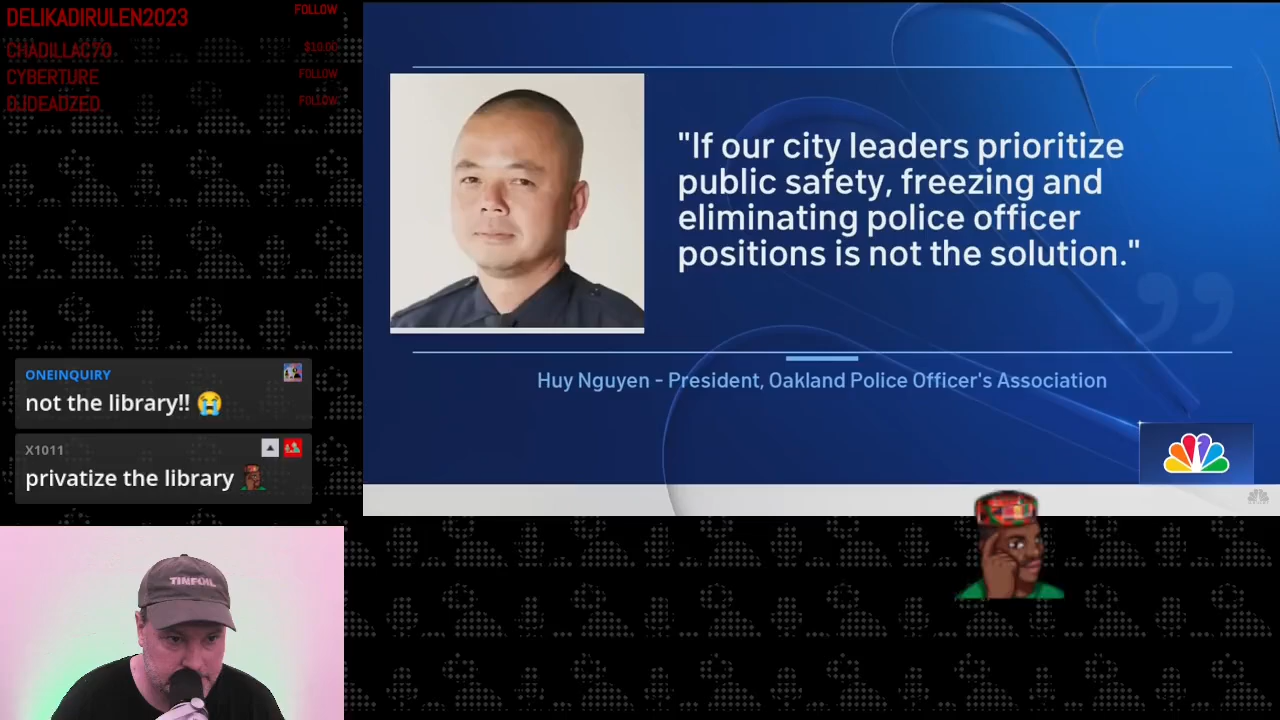 DELIKADIRULEN2023 FOLLOW
CHADILLAC70 $10.00
CYBERTURE FOLLOW
DJDEADZED FOLLOW
"If our city leaders prioritize
public safety, freezing and
eliminating police officer
positions is not the solution."
Huy Nguyen - President, Oakland Police Officer's Association
ONEINQUIRY
not the library!! 😭
X1011
privatize the library
TINFOIL